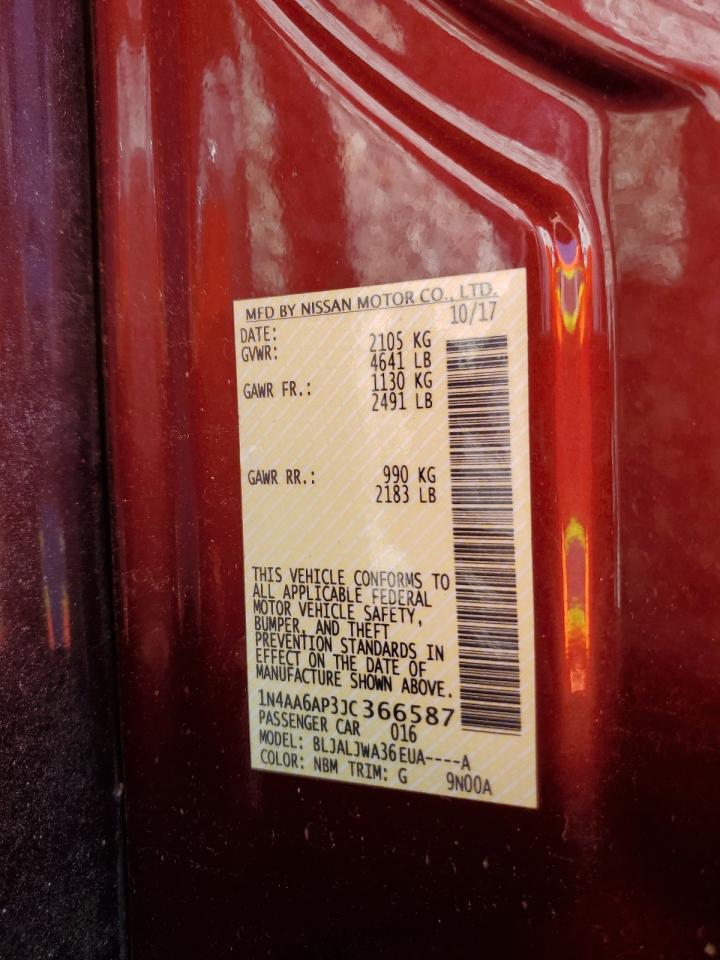 MFD BY NISSAN MOTOR CO., LTD.
DATE: 10/17
GVWR: 2105 KG
4641 LB
GAWR FR.: 1130 KG
2491 LB
GAWR RR.: 990 KG
2183 LB
THIS VEHICLE CONFORMS TO
ALL APPLICABLE FEDERAL
MOTOR VEHICLE SAFETY,
BUMPER, AND THEFT
PREVENTION STANDARDS IN
EFFECT ON THE DATE OF
MANUFACTURE SHOWN ABOVE.
1N4AA6AP3JC366587
PASSENGER CAR 016
MODEL: BLJALJWA36EUA----A
COLOR: NBM TRIM: G 9N00A